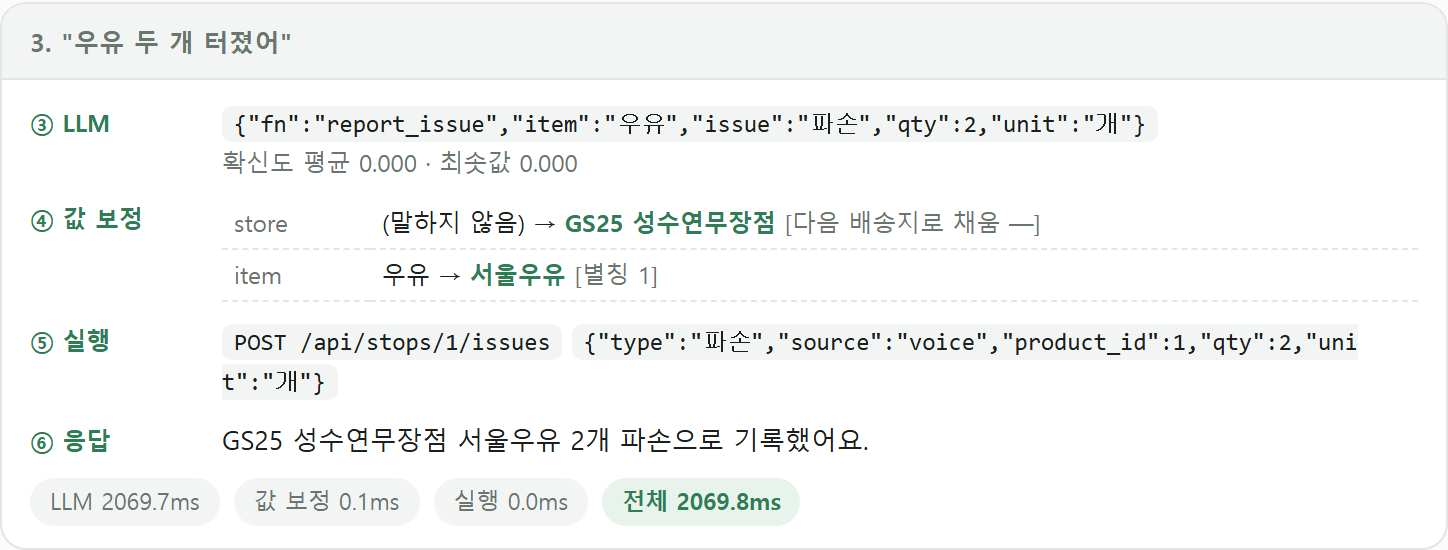 3. "우유 두 개 터졌어"
③ LLM
{"fn":"report_issue","item":"우유","issue":"파손","qty":2,"unit":"개"}
확신도 평균 0.000 · 최솟값 0.000
④ 값 보정
store (말하지 않음) → GS25 성수연무장점 [다음 배송지로 채움 —]
item 우유 → 서울우유 [별칭 1]
⑤ 실행
POST /api/stops/1/issues {"type":"파손","source":"voice","product_id":1,"qty":2,"uni
t":"개"}
⑥ 응답
GS25 성수연무장점 서울우유 2개 파손으로 기록했어요.
LLM 2069.7ms 값 보정 0.1ms 실행 0.0ms 전체 2069.8ms